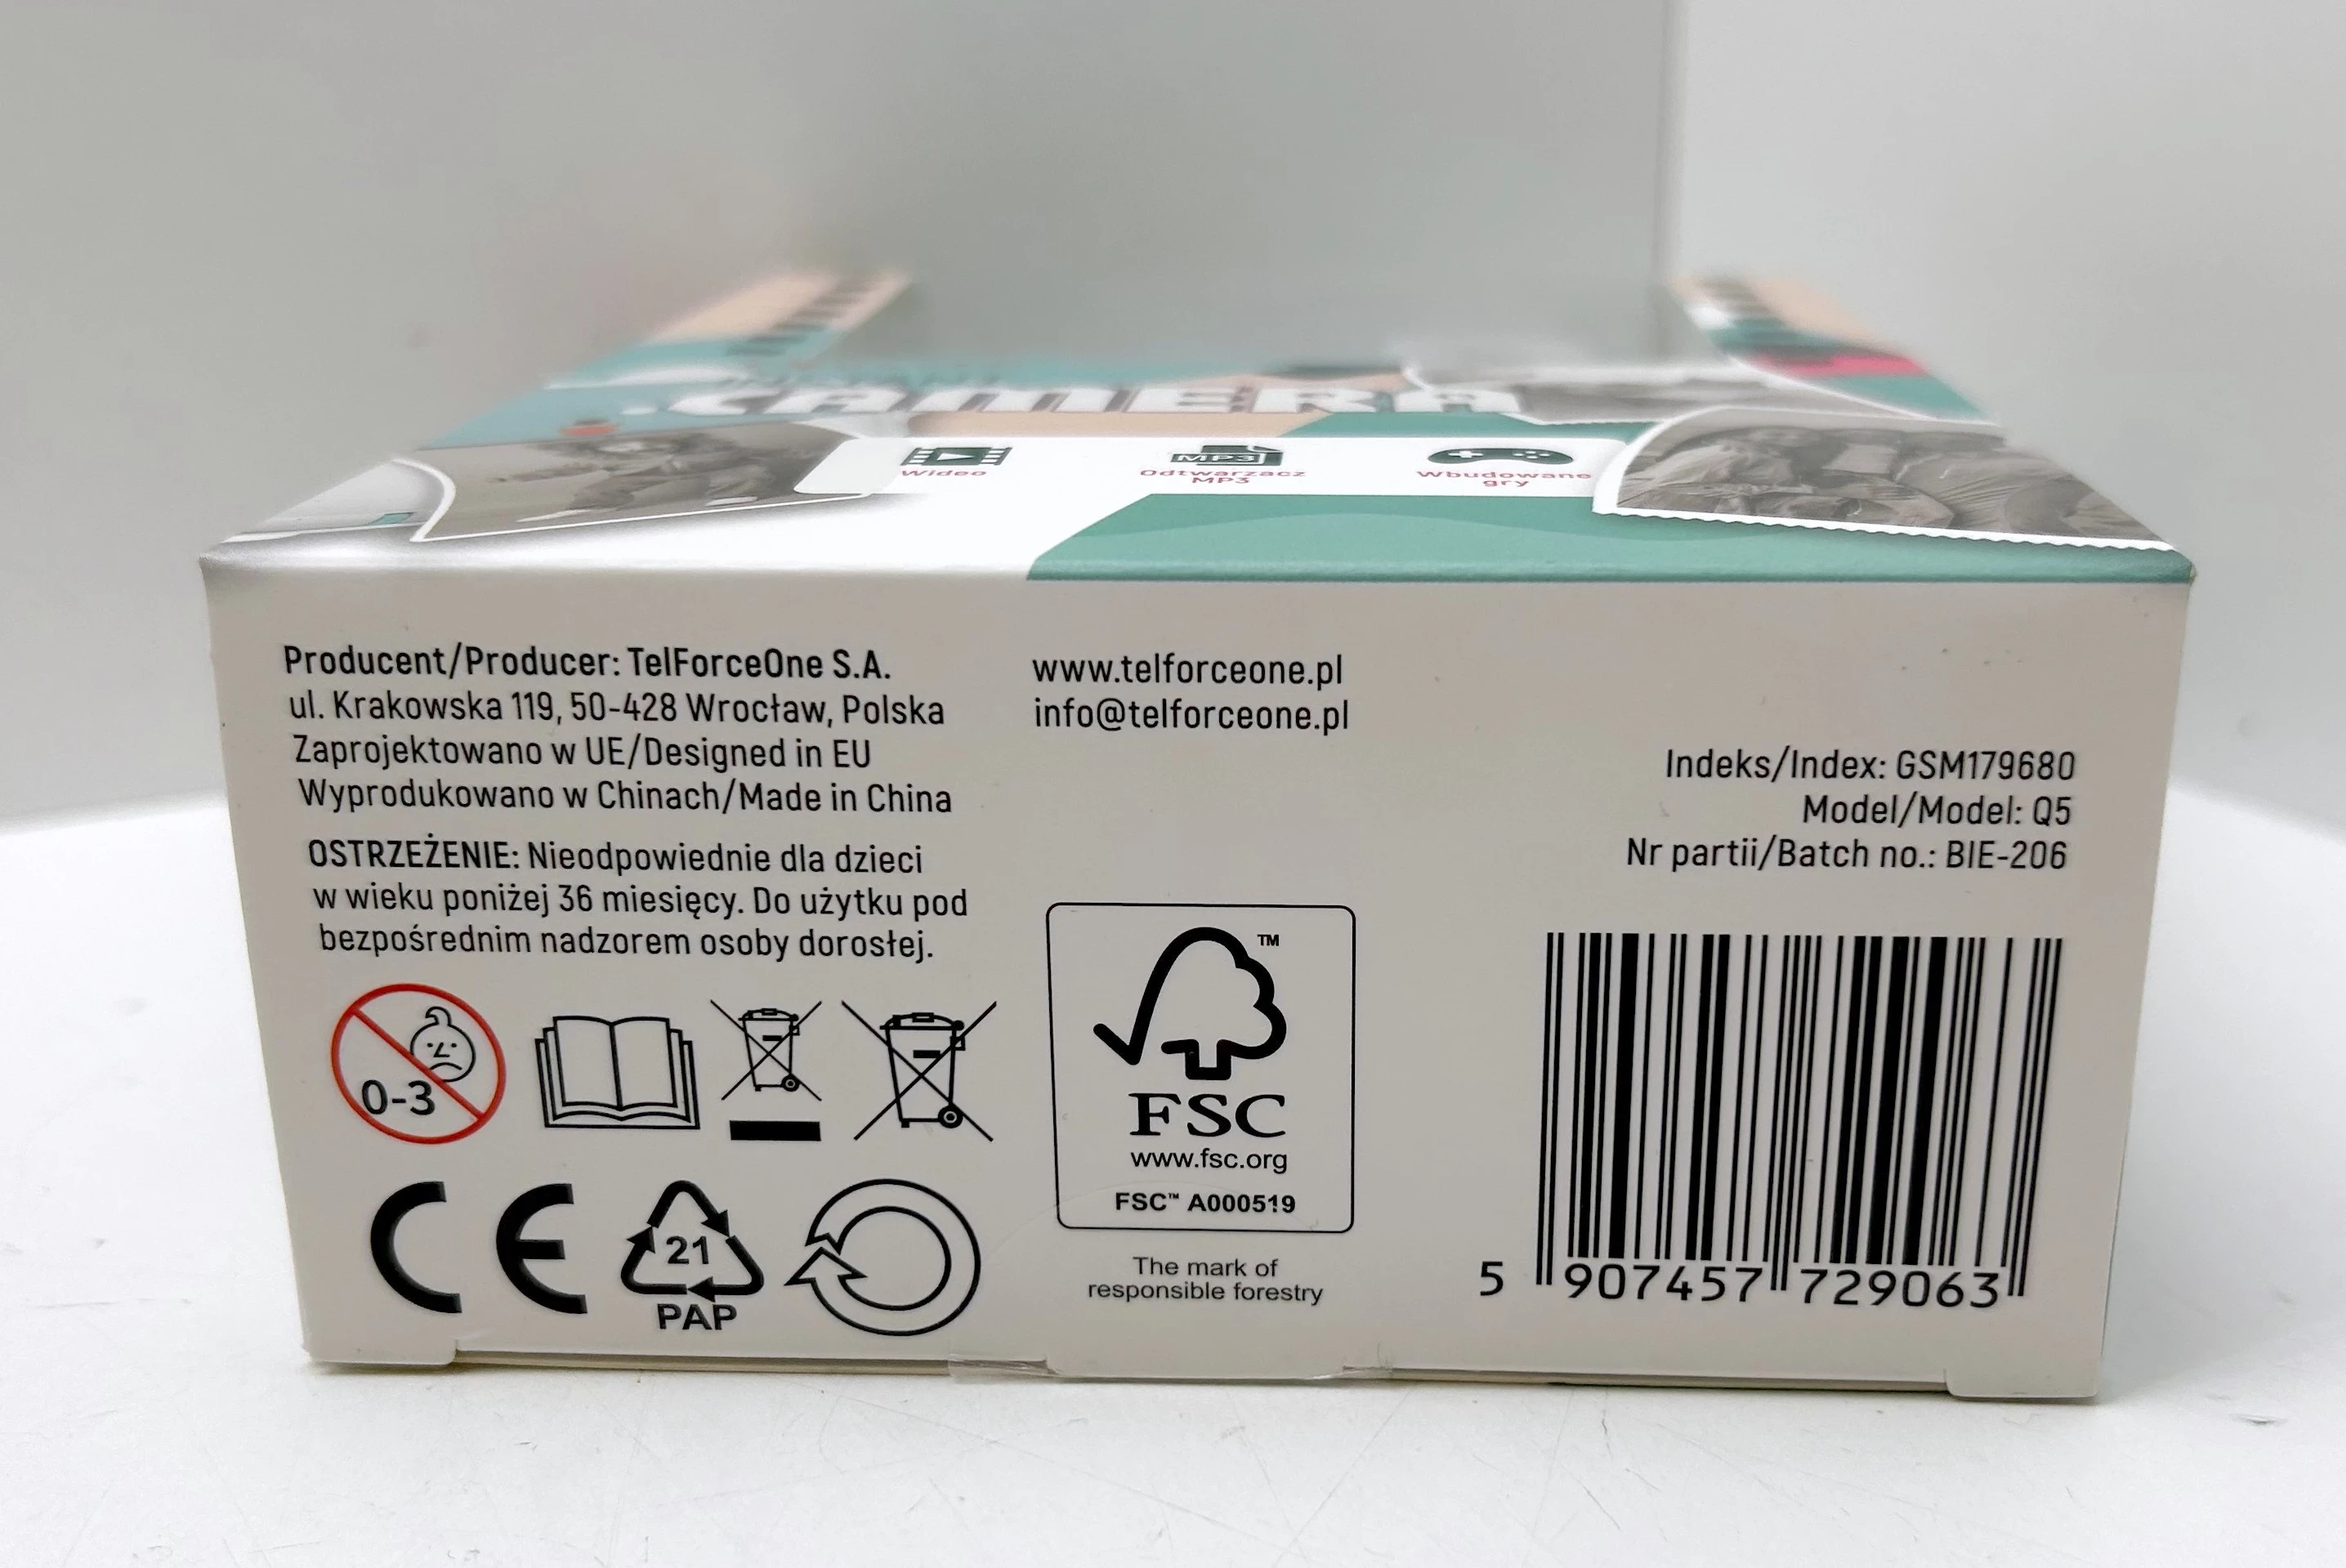 CAMERA
Wideo
MP3
Odtwarzacz
MP3
Wbudowane
gry
Producent/Producer: TelForceOne S.A.
ul. Krakowska 119, 50-428 Wrocław, Polska
Zaprojektowano w UE/Designed in EU
Wyprodukowano w Chinach/Made in China
www.telforceone.pl
info@telforceone.pl
OSTRZEŻENIE: Nieodpowiednie dla dzieci
w wieku poniżej 36 miesięcy. Do użytku pod
bezpośrednim nadzorem osoby dorosłej.
Indeks/Index: GSM179680
Model/Model: Q5
Nr partii/Batch no.: BIE-206
0-3
CE
21
PAP
TM
FSC
www.fsc.org
FSC™ A000519
The mark of
responsible forestry
5 907457 729063